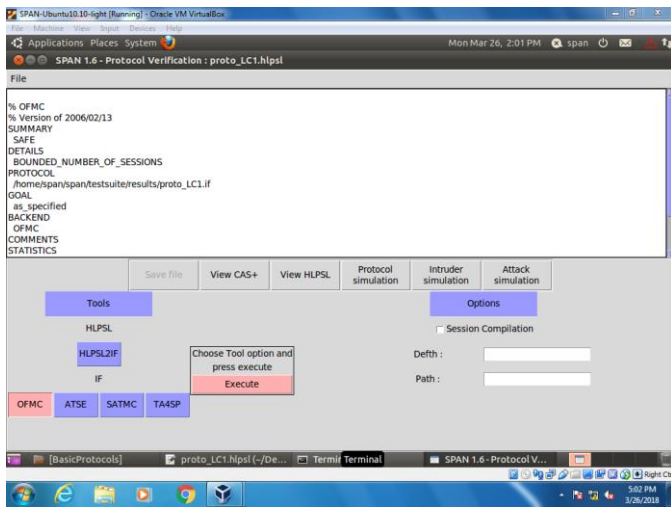 SPAN-Ubuntu10.10-light [Running] - Oracle VM VirtualBox
File Machine View Input Devices Help
Applications Places System Mon Mar 26, 2:01 PM span
SPAN 1.6 - Protocol Verification : proto_LC1.hlpsl
File
% OFMC
% Version of 2006/02/13
SUMMARY
SAFE
DETAILS
BOUNDED_NUMBER_OF_SESSIONS
PROTOCOL
/home/span/span/testsuite/results/proto_LC1.if
GOAL
as_specified
BACKEND
OFMC
COMMENTS
STATISTICS
Save file View CAS+ View HLPSL Protocol simulation Intruder simulation Attack simulation
Tools Options
HLPSL Session Compilation
HLPSL2IF Choose Tool option and Defth :
press execute
IF Execute Path :
OFMC ATSE SATMC TA4SP
[BasicProtocols] proto_LC1.hlpsl (~/De... Termin Terminal SPAN 1.6 - Protocol V...
Right Ct
5:02 PM
3/26/2018